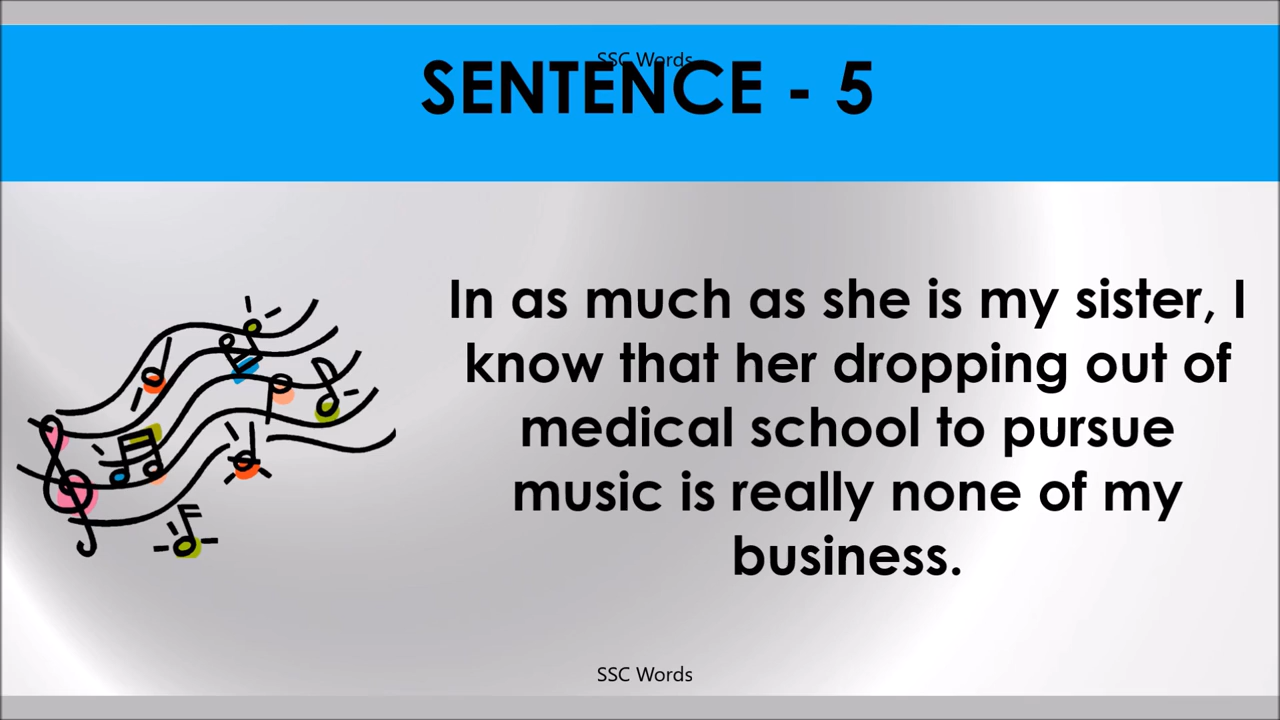 SSC Words
SENTENCE - 5
In as much as she is my sister, I
know that her dropping out of
medical school to pursue
music is really none of my
business.
SSC Words